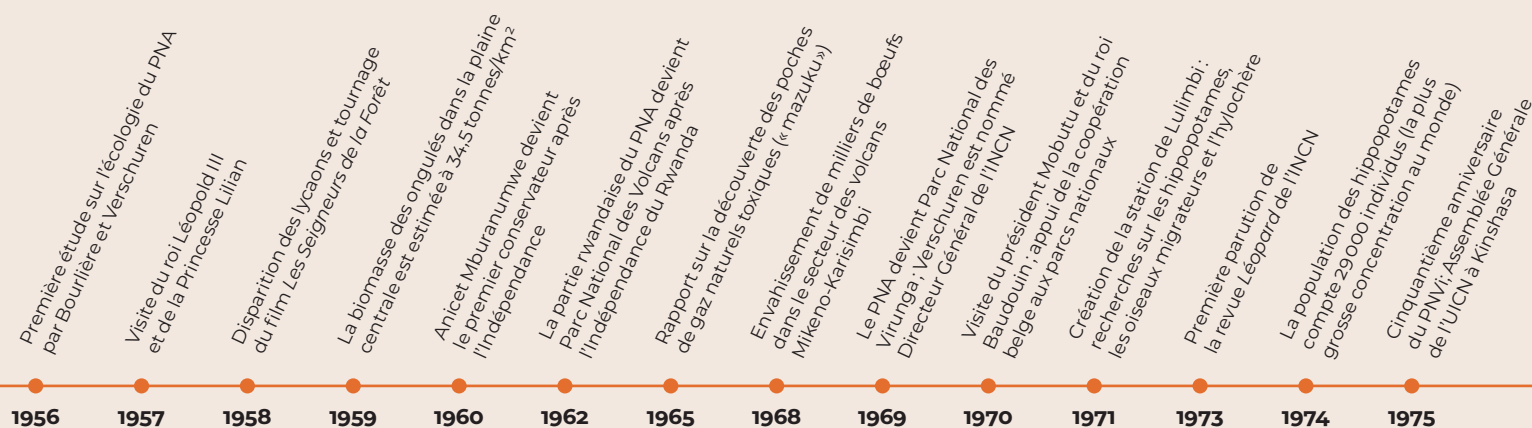 Première étude sur l'écologie du PNA
par Bourlière et Verschuren
1956
Visite du roi Léopold III
et de la Princesse Lilian
1957
Disparition des lycaons et tournage
du film Les Seigneurs de la Forêt
1958
La biomasse des ongulés dans la plaine
centrale est estimée à 34,5 tonnes/km²
1959
Anicet Mburanumwe devient
le premier conservateur après
l'Indépendance
1960
La partie rwandaise du PNA devient
Parc National des Volcans après
l'Indépendance du Rwanda
1962
Rapport sur la découverte des poches
de gaz naturels toxiques (« mazuku »)
1965
Envahissement de milliers de bœufs
dans le secteur des volcans
Mikeno-Karisimbi
1968
Le PNA devient Parc National des
Virunga ; Verschuren est nommé
Directeur Général de l'INCN
1969
Visite du président Mobutu et du roi
Baudouin ; appui de la coopération
belge aux parcs nationaux
1970
Création de la station de Lulimbi :
recherches sur les hippopotames,
les oiseaux migrateurs et l'hylochère
1971
Première parution de
la revue Léopard de l'INCN
1973
La population des hippopotames
compte 29 000 individus (la plus
grosse concentration au monde)
1974
Cinquantième anniversaire
du PNVi; Assemblée Générale
de l'UICN à Kinshasa
1975